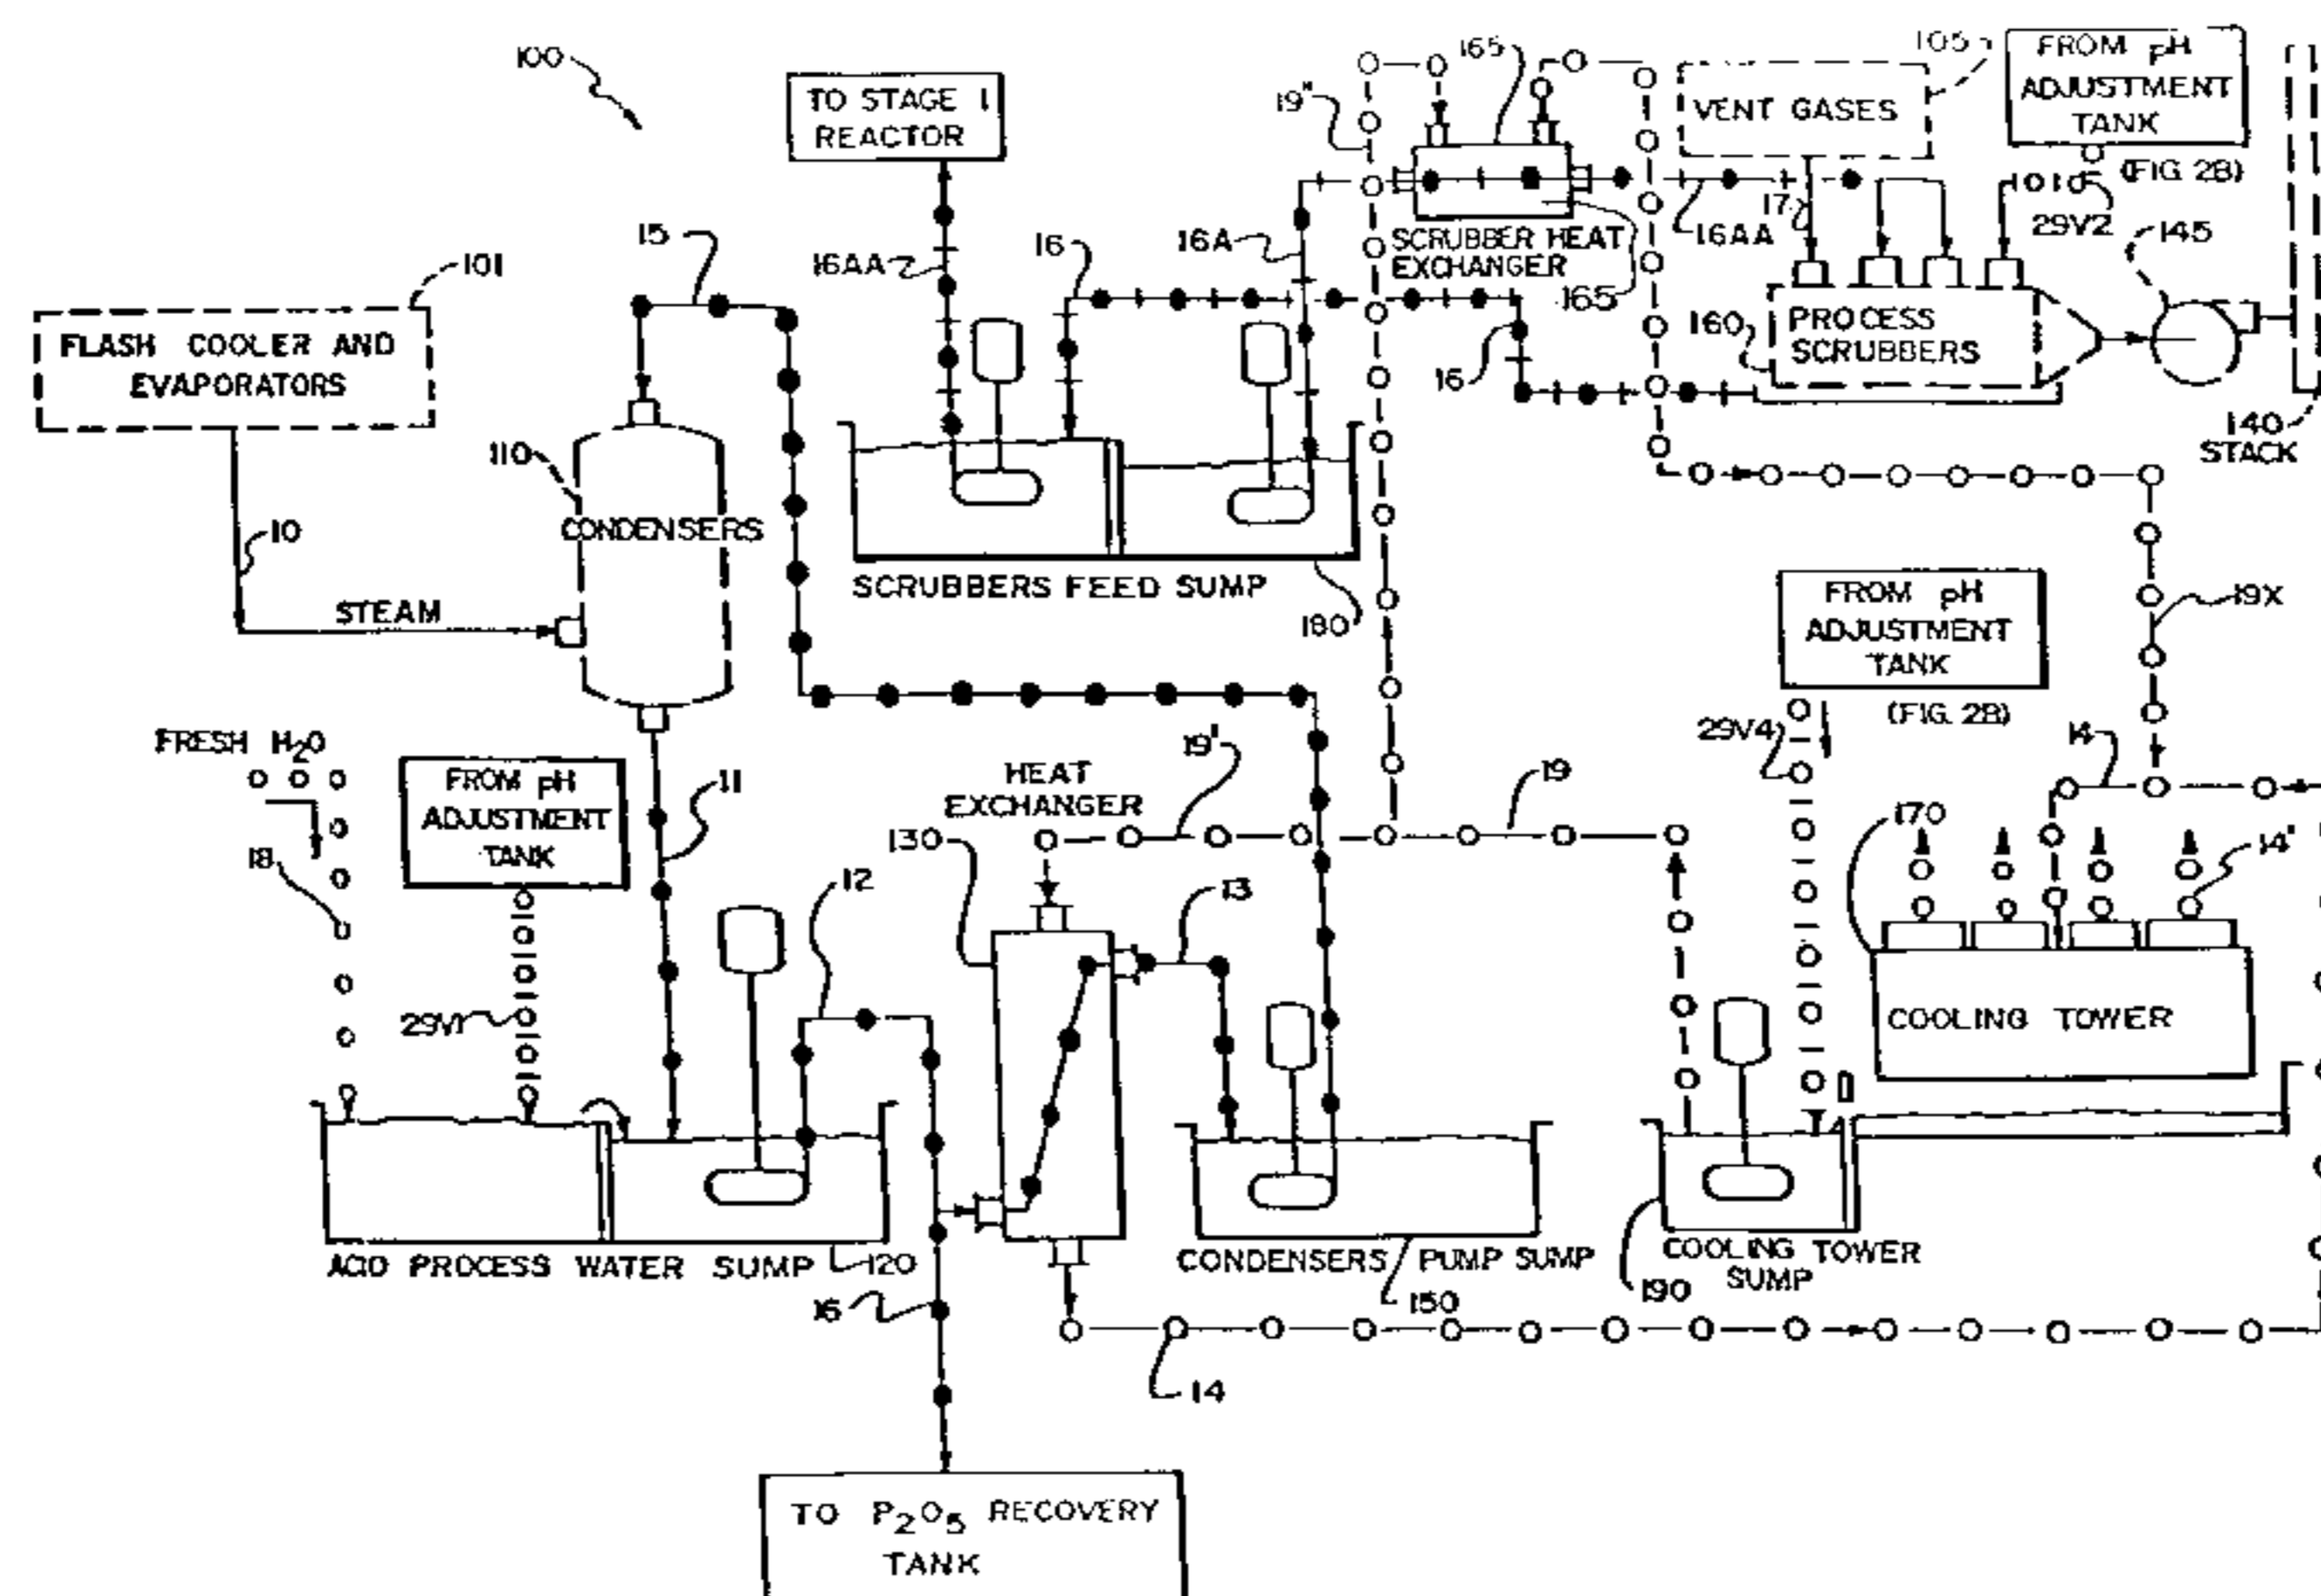 100
TO STAGE 1
REACTOR
165
19"
105
VENT GASES
FROM pH
ADJUSTMENT
TANK
(FIG. 2B)
29V2
17
16AA
145
15
16AA
16
16A
SCRUBBER HEAT
EXCHANGER
165
101
FLASH COOLER AND
EVAPORATORS
16
160
PROCESS
SCRUBBERS
140
STACK
110
CONDENSERS
10
STEAM
SCRUBBERS FEED SUMP
180
FROM pH
ADJUSTMENT
TANK
(FIG. 2B)
19X
29V4
14
FRESH H2O
FROM pH
ADJUSTMENT
TANK
11
HEAT
EXCHANGER
19'
19
18
130
12
13
170
14'
29V1
COOLING TOWER
ACID PROCESS WATER SUMP
120
CONDENSERS PUMP SUMP
150
COOLING TOWER
SUMP
190
16
14
TO P2O5 RECOVERY
TANK